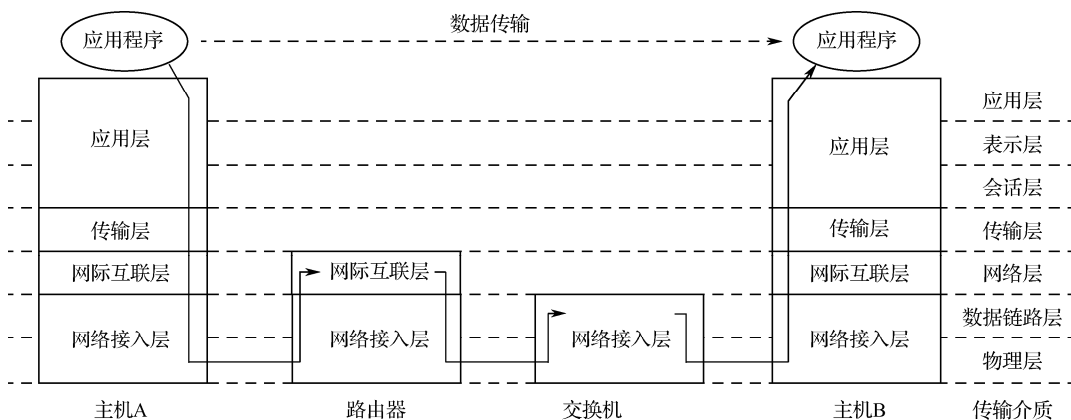 数据传输
应用程序
应用程序
应用层
应用层
应用层
表示层
会话层
传输层
传输层
传输层
网际互联层
网际互联层
网际互联层
网络层
网络接入层
网络接入层
网络接入层
网络接入层
数据链路层
物理层
主机A
路由器
交换机
主机B
传输介质